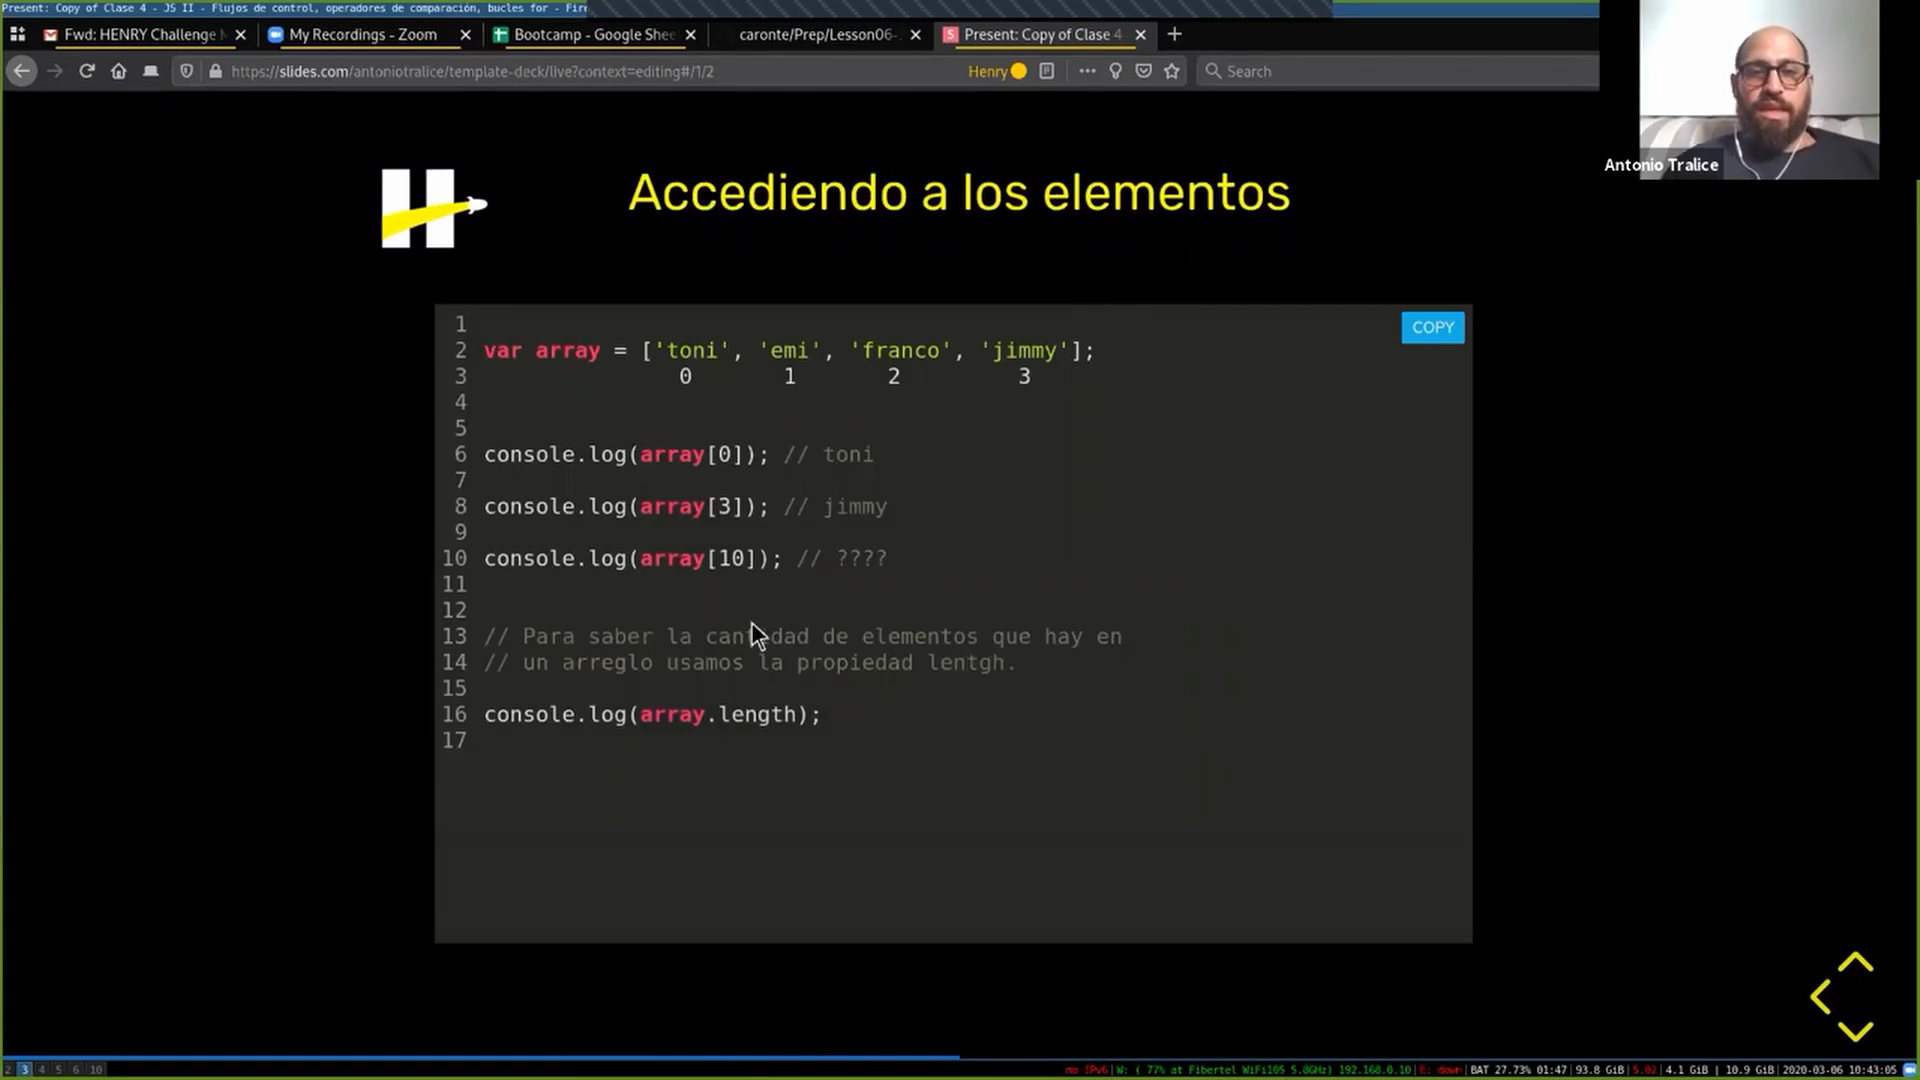 Present: Copy of Clase 4 - JS II - Flujos de control, operadores de comparación, bucles for - Fire
Fwd: HENRY Challenge
My Recordings - Zoom
Bootcamp - Google Shee
caronte/Prep/Lesson06-
Present: Copy of Clase 4
https://slides.com/antoniotralice/template-deck/live?context=editing#/1/2
Henry
Search
Antonio Tralice
H
Accediendo a los elementos
COPY
1
2 var array = ['toni', 'emi', 'franco', 'jimmy'];
3 0 1 2 3
4
5
6 console.log(array[0]); // toni
7
8 console.log(array[3]); // jimmy
9
10 console.log(array[10]); // ????
11
12
13 // Para saber la cantidad de elementos que hay en
14 // un arreglo usamos la propiedad lentgh.
15
16 console.log(array.length);
17
2 3 4 5 6 10
no IPv6|W: ( 77% at Fibertel WiFi105 5.8GHz) 192.168.0.10|E: down|BAT 27.73% 01:47|93.8 GiB|5.02|4.1 GiB | 10.9 GiB|2020-03-06 10:43:05